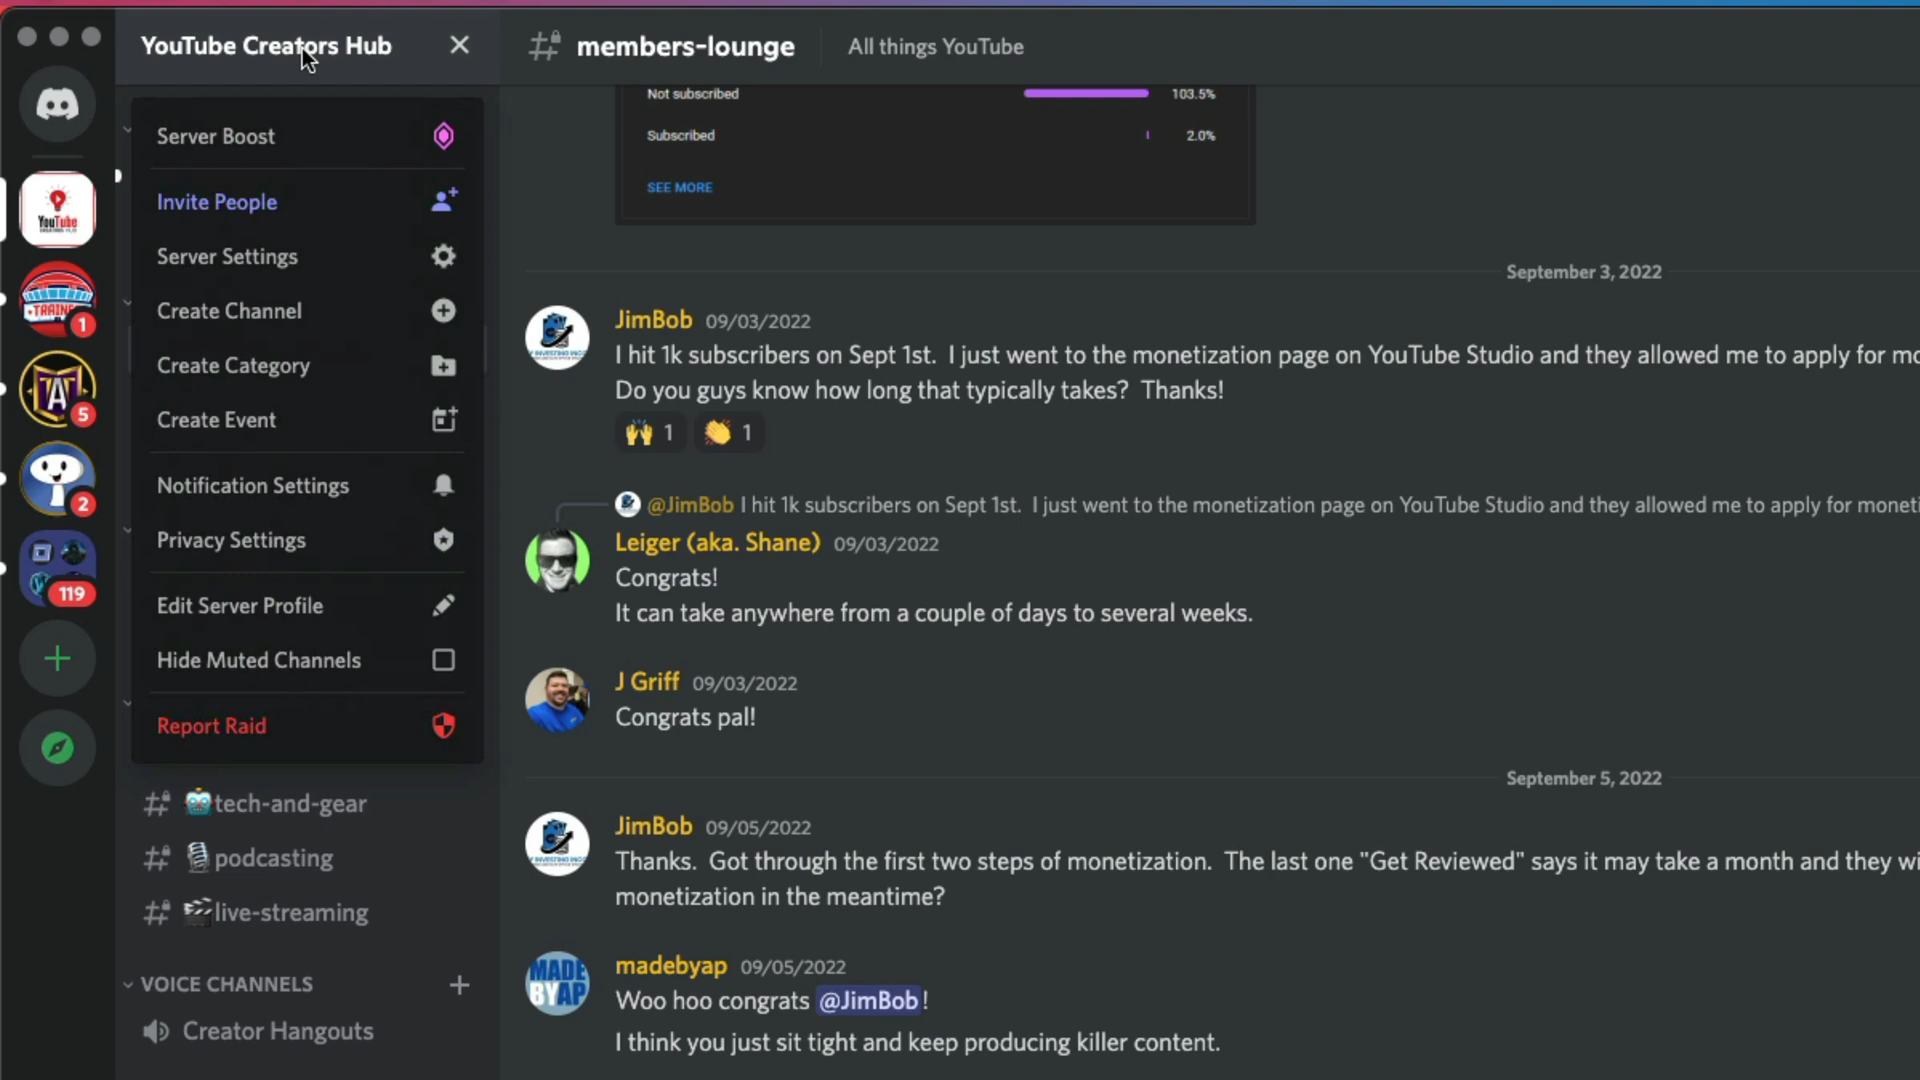 YouTube Creators Hub
members-lounge
All things YouTube
Server Boost
Invite People
Server Settings
Create Channel
Create Category
Create Event
Notification Settings
Privacy Settings
Edit Server Profile
Hide Muted Channels
Report Raid
tech-and-gear
podcasting
live-streaming
VOICE CHANNELS
Creator Hangouts
YouTube
TRAINE
1
A
5
2
119
Not subscribed 103.5%
Subscribed 2.0%
SEE MORE
September 3, 2022
JimBob 09/03/2022
I hit 1k subscribers on Sept 1st. I just went to the monetization page on YouTube Studio and they allowed me to apply for mo
Do you guys know how long that typically takes? Thanks!
1 1
@JimBob I hit 1k subscribers on Sept 1st. I just went to the monetization page on YouTube Studio and they allowed me to apply for moneti
Leiger (aka. Shane) 09/03/2022
Congrats!
It can take anywhere from a couple of days to several weeks.
J Griff 09/03/2022
Congrats pal!
September 5, 2022
JimBob 09/05/2022
Thanks. Got through the first two steps of monetization. The last one "Get Reviewed" says it may take a month and they wi
monetization in the meantime?
MADE
BYAP
madebyap 09/05/2022
Woo hoo congrats @JimBob!
I think you just sit tight and keep producing killer content.